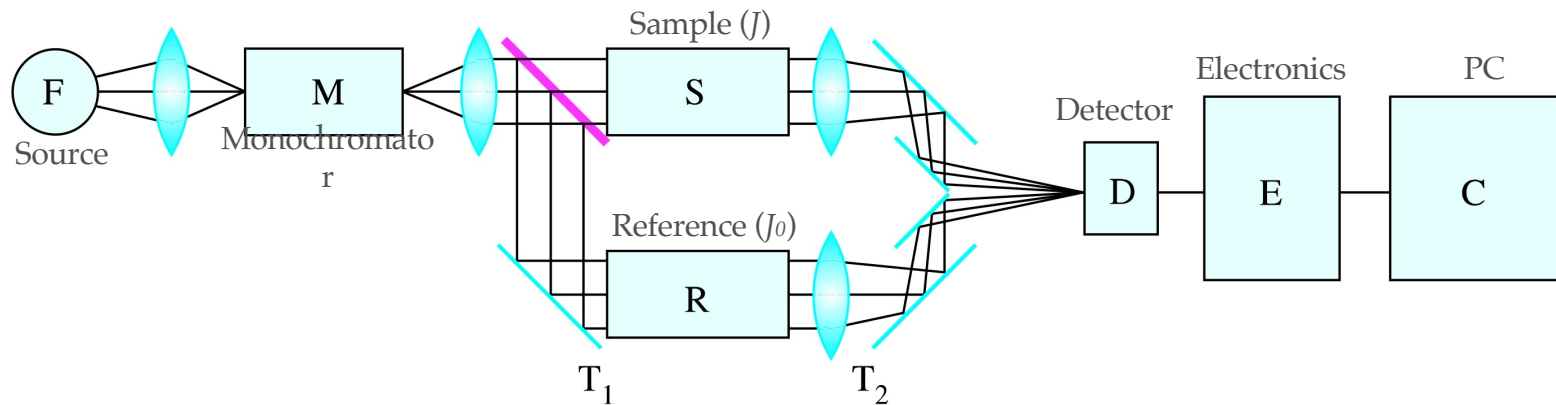 Sample (J)
F
M
S
Source
Monochromato
r
Electronics
PC
Detector
D
E
C
Reference (J0)
R
T1
T2